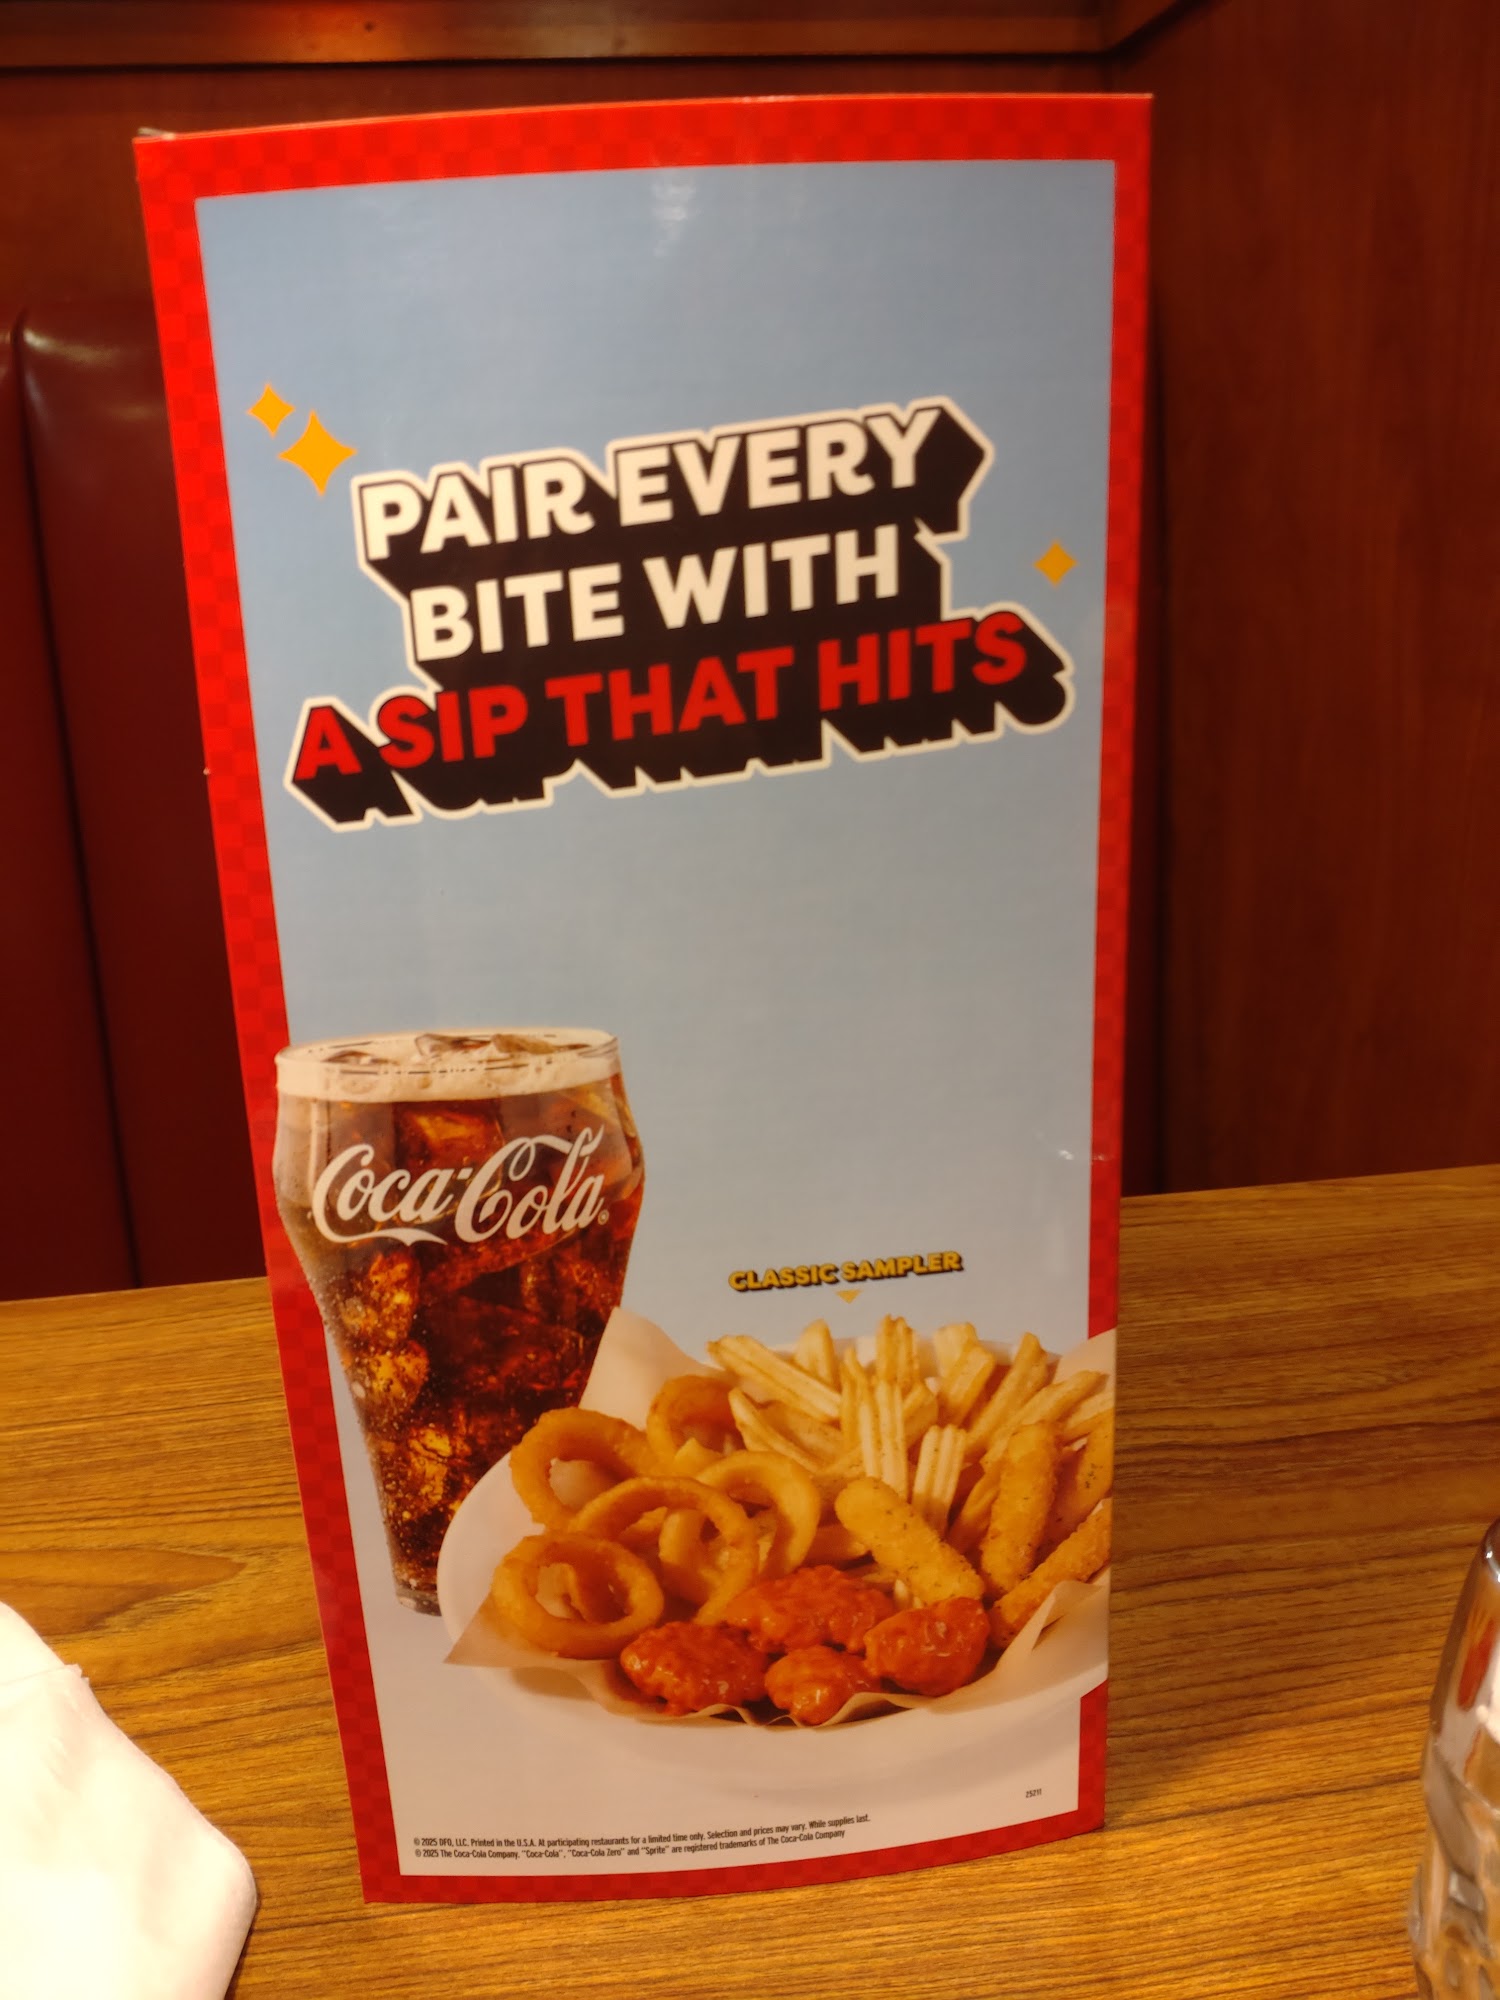 PAIR EVERY
BITE WITH
A SIP THAT HITS
Coca-Cola®
CLASSIC SAMPLER
25211
© 2025 DFO, LLC. Printed in the U.S.A. At participating restaurants for a limited time only. Selection and prices may vary. While supplies last.
© 2025 The Coca-Cola Company. "Coca-Cola", "Coca-Cola Zero" and "Sprite" are registered trademarks of The Coca-Cola Company